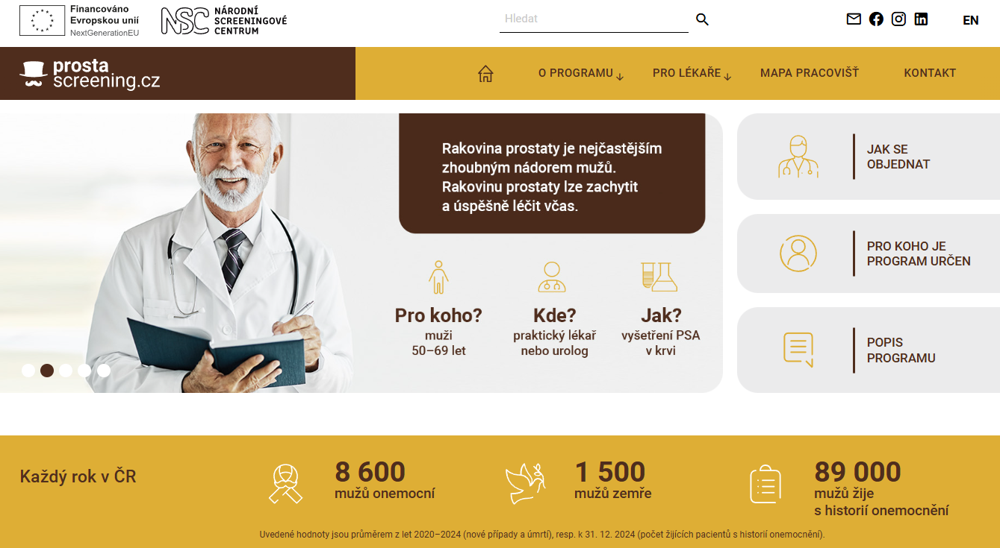 Financováno
Evropskou unií
NextGenerationEU
NSC
NÁRODNÍ
SCREENINGOVÉ
CENTRUM
Hledat
EN
prosta
screening.cz
O PROGRAMU
PRO LÉKAŘE
MAPA PRACOVIŠŤ
KONTAKT
Rakovina prostaty je nejčastějším
zhoubným nádorem mužů.
Rakovinu prostaty lze zachytit
a úspěšně léčit včas.
Pro koho?
muži
50–69 let
Kde?
praktický lékař
nebo urolog
Jak?
vyšetření PSA
v krvi
JAK SE
OBJEDNAT
PRO KOHO JE
PROGRAM URČEN
POPIS
PROGRAMU
Každý rok v ČR
8 600
mužů onemocní
1 500
mužů zemře
89 000
mužů žije
s historií onemocnění
Uvedené hodnoty jsou průměrem z let 2020–2024 (nové případy a úmrtí), resp. k 31. 12. 2024 (počet žijících pacientů s historií onemocnění).